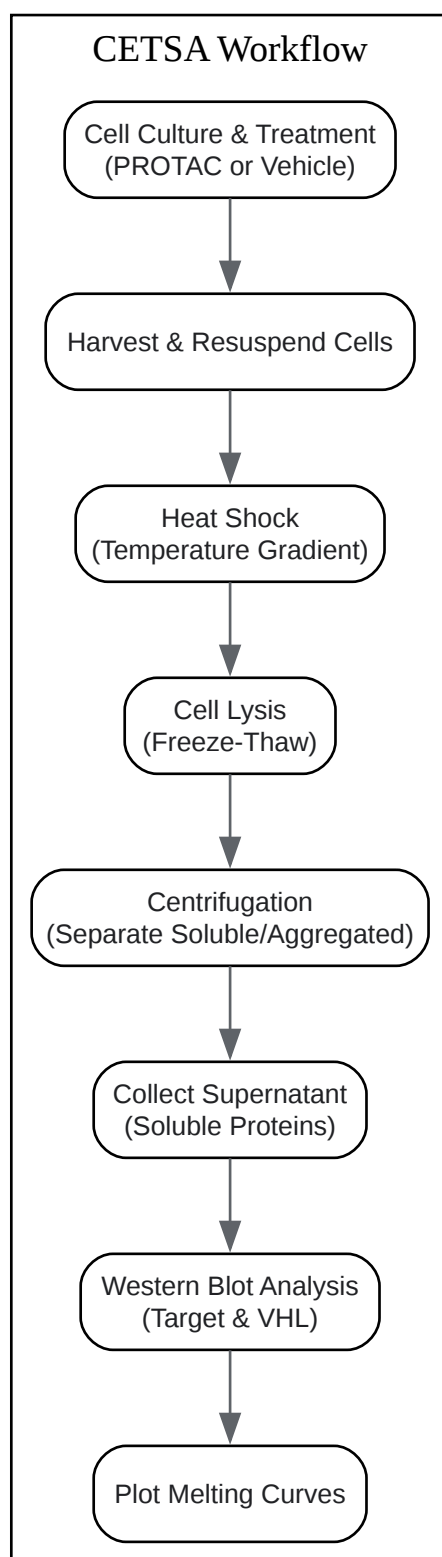 CETSA Workflow
Cell Culture & Treatment
(PROTAC or Vehicle)
Harvest & Resuspend Cells
Heat Shock
(Temperature Gradient)
Cell Lysis
(Freeze-Thaw)
Centrifugation
(Separate Soluble/Aggregated)
Collect Supernatant
(Soluble Proteins)
Western Blot Analysis
(Target & VHL)
Plot Melting Curves